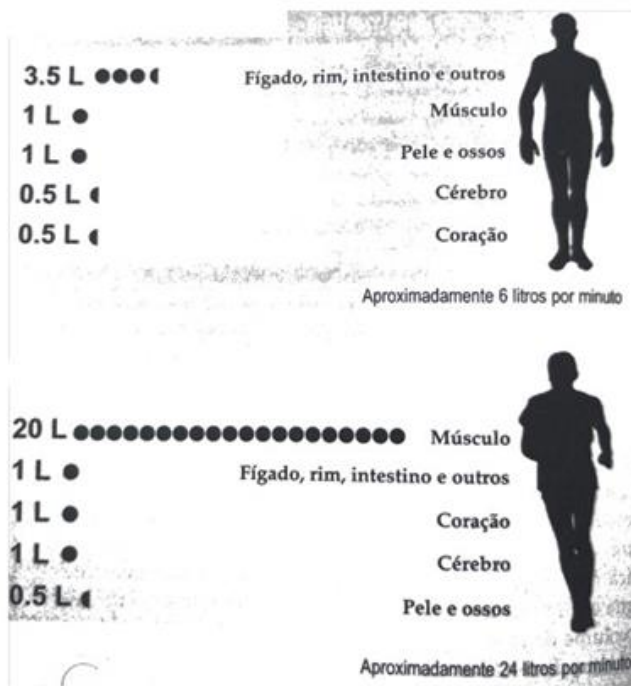 3.5 L Fígado, rim, intestino e outros
1 L Músculo
1 L Pele e ossos
0.5 L Cérebro
0.5 L Coração
Aproximadamente 6 litros por minuto
20 L Músculo
1 L Fígado, rim, intestino e outros
1 L Coração
1 L Cérebro
0.5 L Pele e ossos
Aproximadamente 24 litros por minuto